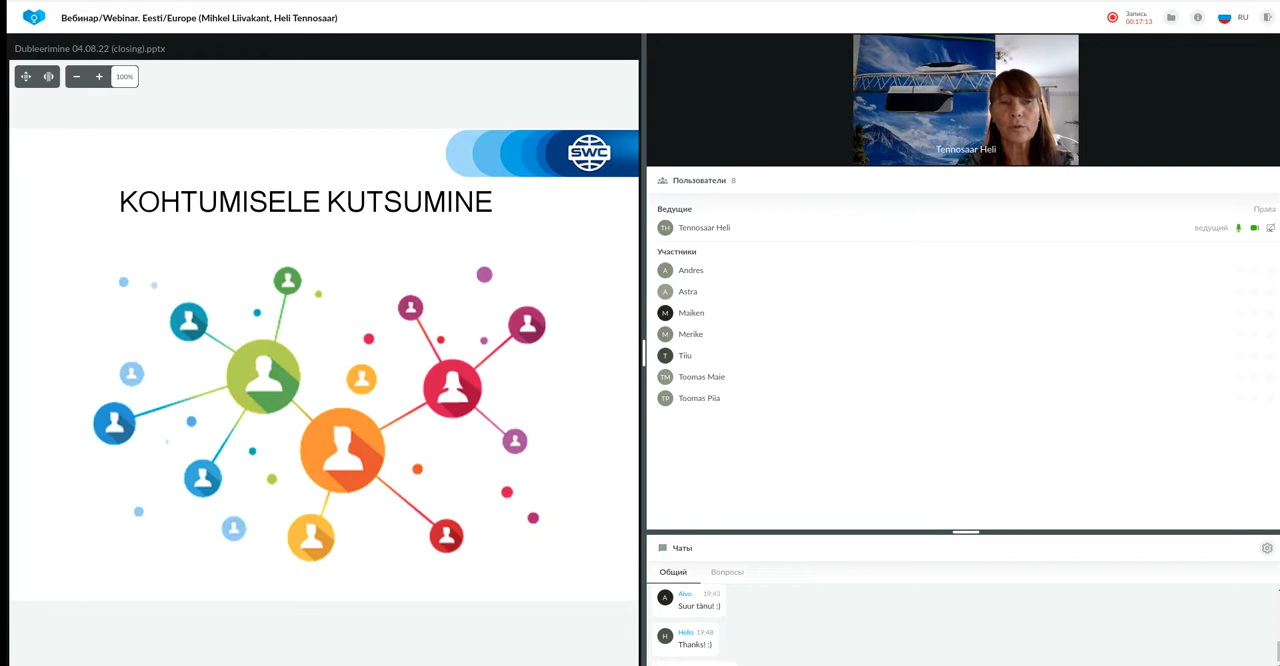 Вебинар/Webinar. Eesti/Europe (Mihkel Liivakant, Heli Tennosaar)
Запись
00:17:13
RU
Dubleerimine 04.08.22 (closing).pptx
100%
SWC
KOHTUMISELE KUTSUMINE
Tennosaar Heli
Пользователи 8
Ведущие
Права
TH Tennosaar Heli
ведущий
Участники
A Andres
A Astra
M Maiken
M Merike
T Tiiu
TM Toomas Maie
TP Toomas Piia
Чаты
Общий
Вопросы
A Aivo 19:43
Suur tänu! :)
H Hello 19:48
Thanks! :)